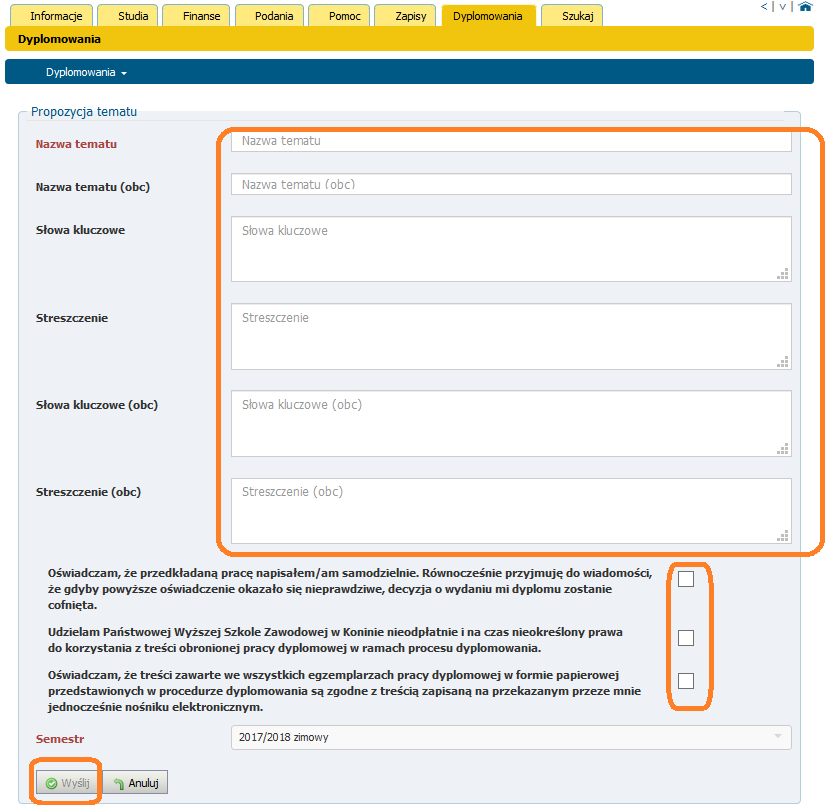 Informacje Studia Finanse Podania Pomoc Zapisy Dyplomowania Szukaj < | v |
Dyplomowania
Dyplomowania
Propozycja tematu
Nazwa tematu Nazwa tematu
Nazwa tematu (obc) Nazwa tematu (obc)
Słowa kluczowe Słowa kluczowe
Streszczenie Streszczenie
Słowa kluczowe (obc) Słowa kluczowe (obc)
Streszczenie (obc) Streszczenie (obc)
Oświadczam, że przedkładaną pracę napisałem/am samodzielnie. Równocześnie przyjmuję do wiadomości,
że gdyby powyższe oświadczenie okazało się nieprawdziwe, decyzja o wydaniu mi dyplomu zostanie
cofnięta.
Udzielam Państwowej Wyższej Szkole Zawodowej w Koninie nieodpłatnie i na czas nieokreślony prawa
do korzystania z treści obronionej pracy dyplomowej w ramach procesu dyplomowania.
Oświadczam, że treści zawarte we wszystkich egzemplarzach pracy dyplomowej w formie papierowej
przedstawionych w procedurze dyplomowania są zgodne z treścią zapisaną na przekazanym przeze mnie
jednocześnie nośniku elektronicznym.
Semestr 2017/2018 zimowy
Wyślij Anuluj